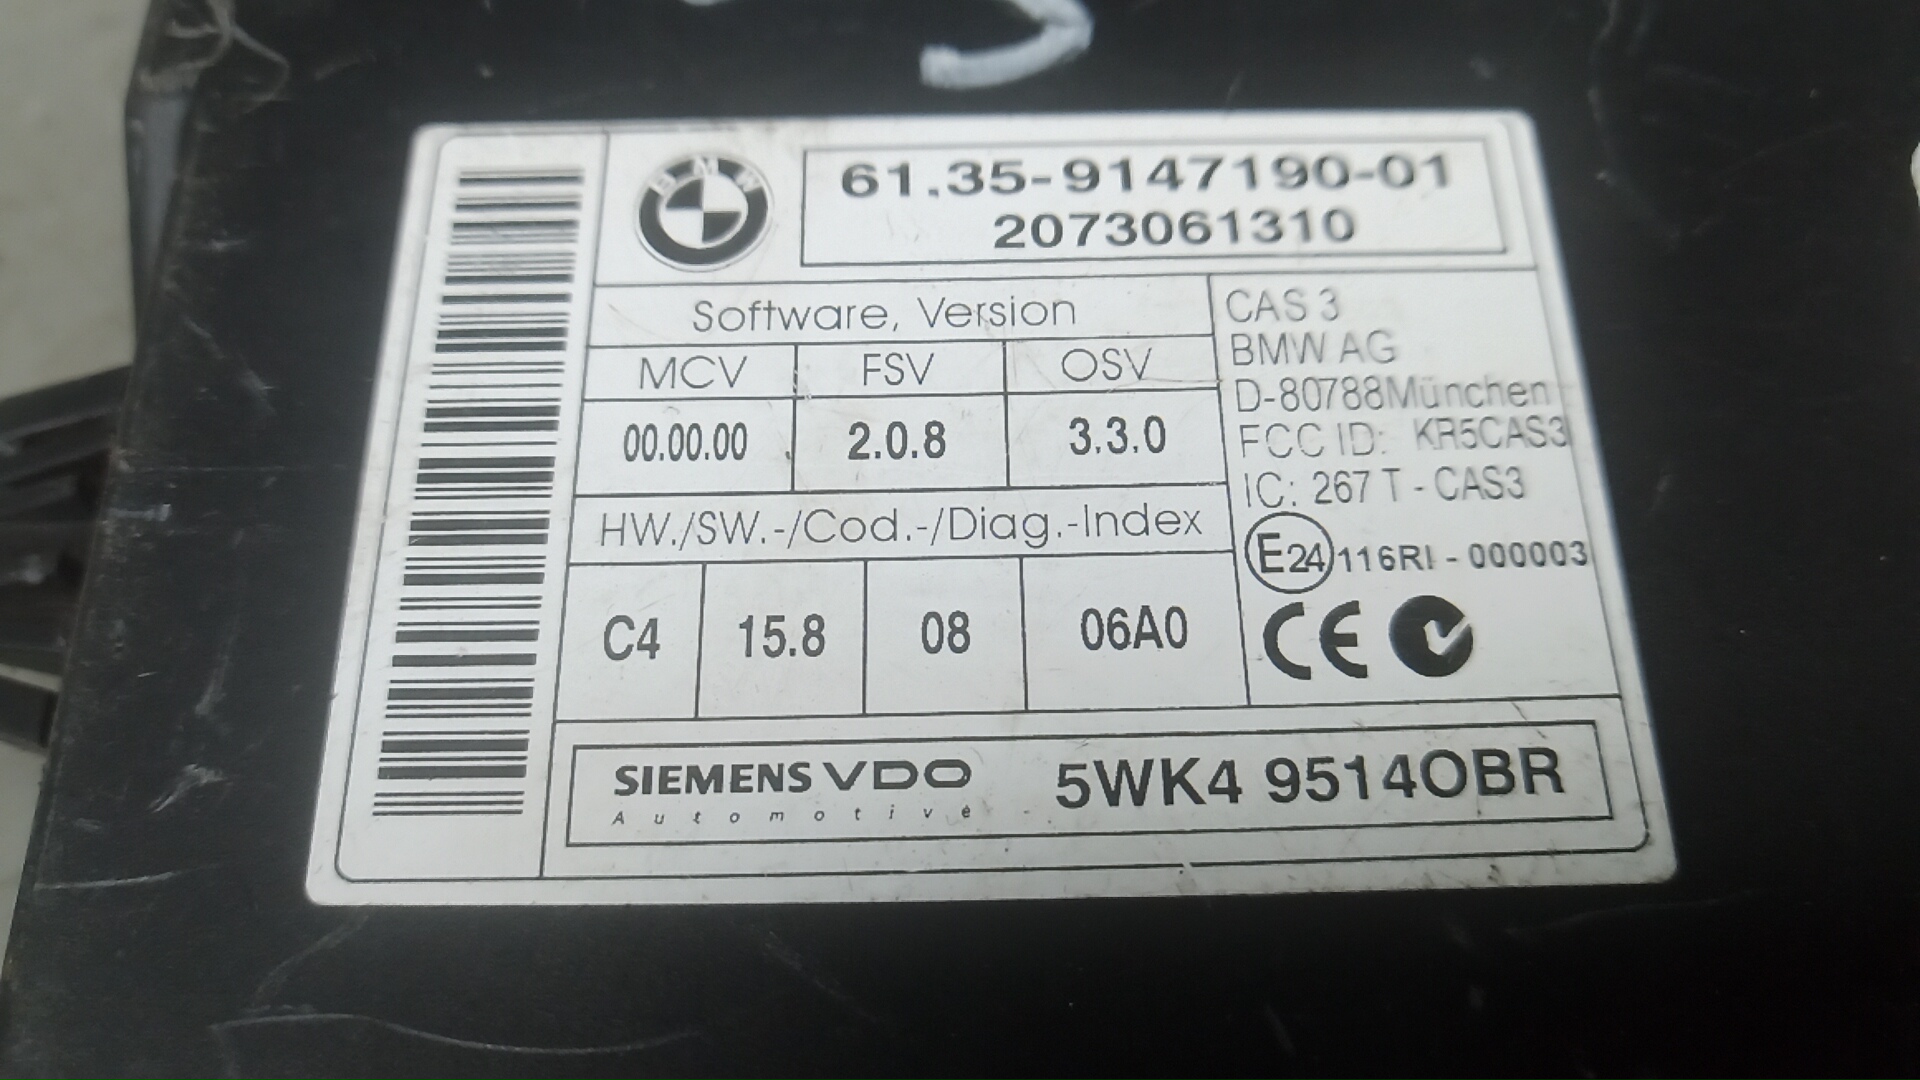 BMW
61.35-9147190-01
2073061310
Software, Version
MCV FSV OSV
00.00.00 2.0.8 3.3.0
HW./SW.-/Cod.-/Diag.-Index
C4 15.8 08 06A0
CAS 3
BMW AG
D-80788München
FCC ID: KR5CAS3
IC: 267 T - CAS3
E24 116RI - 000003
CE
SIEMENS VDO
Automotive
5WK4 9514OBR